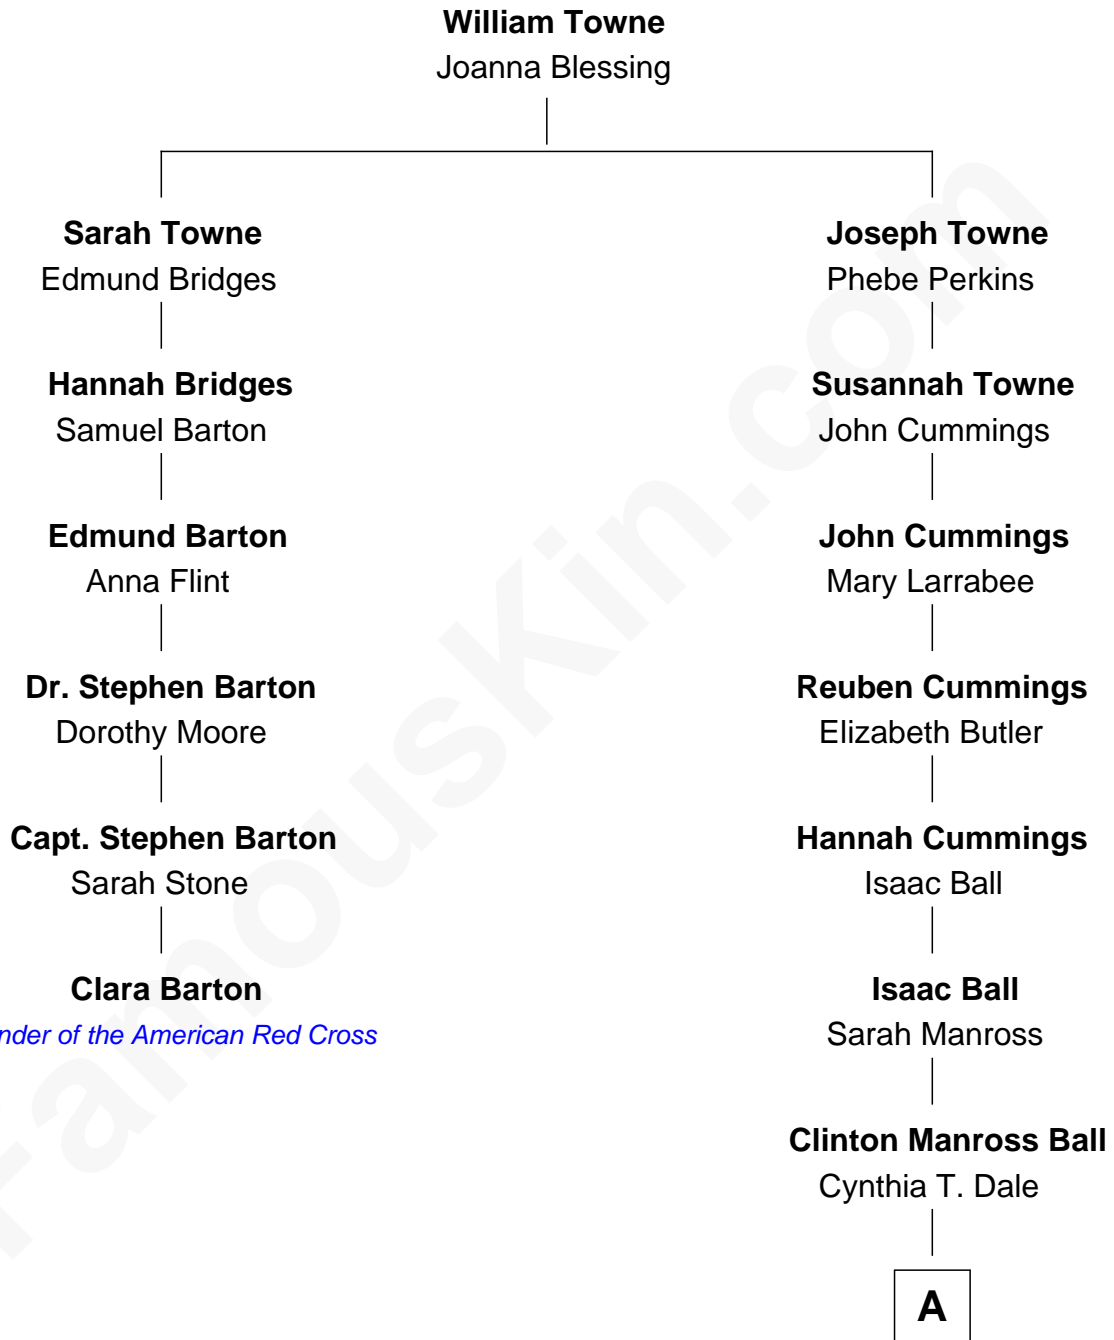 William Towne
Joanna Blessing
Sarah Towne
Edmund Bridges
Joseph Towne
Phebe Perkins
Hannah Bridges
Samuel Barton
Susannah Towne
John Cummings
Edmund Barton
Anna Flint
John Cummings
Mary Larrabee
Dr. Stephen Barton
Dorothy Moore
Reuben Cummings
Elizabeth Butler
Capt. Stephen Barton
Sarah Stone
Hannah Cummings
Isaac Ball
Clara Barton
nder of the American Red Cross
Isaac Ball
Sarah Manross
Clinton Manross Ball
Cynthia T. Dale
A
FamousKin.com